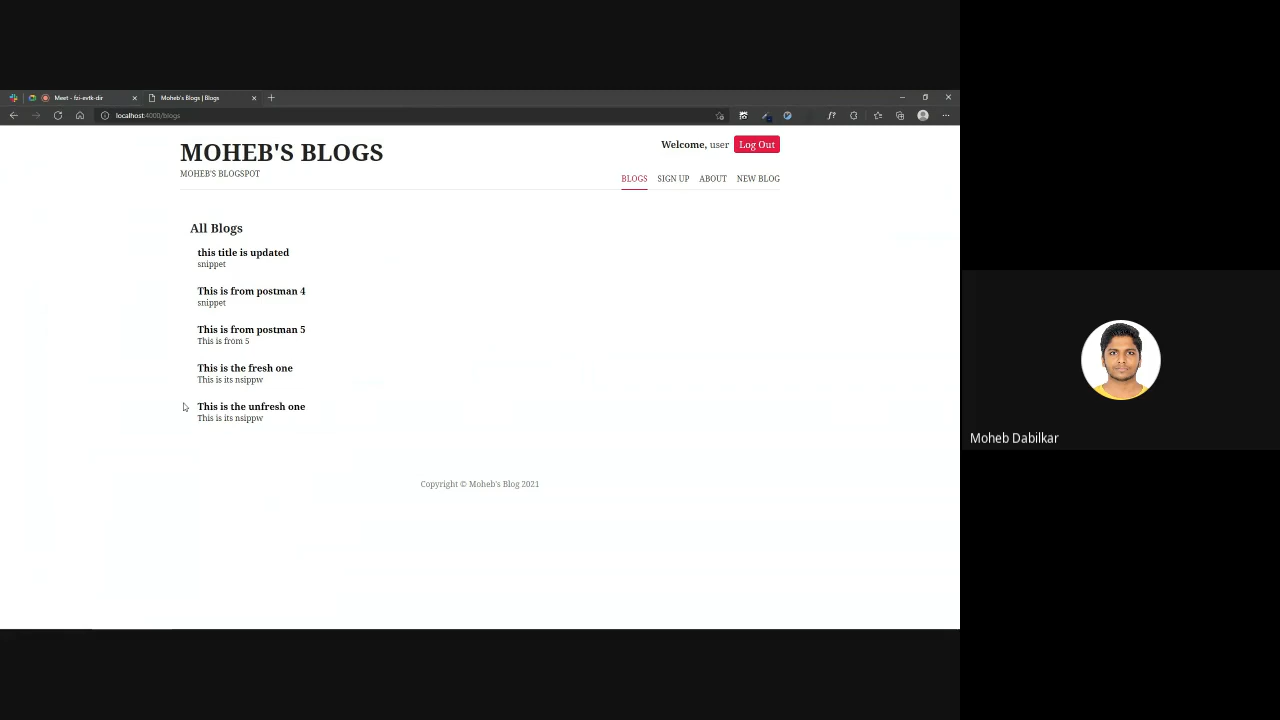 Meet - fzi-evtk-dir
Moheb's Blogs | Blogs
localhost:4000/blogs
MOHEB'S BLOGS
MOHEB'S BLOGSPOT
Welcome, user Log Out
BLOGS SIGN UP ABOUT NEW BLOG
All Blogs
this title is updated
snippet
This is from postman 4
snippet
This is from postman 5
This is from 5
This is the fresh one
This is its nsippw
This is the unfresh one
This is its nsippw
Copyright © Moheb's Blog 2021
Moheb Dabilkar